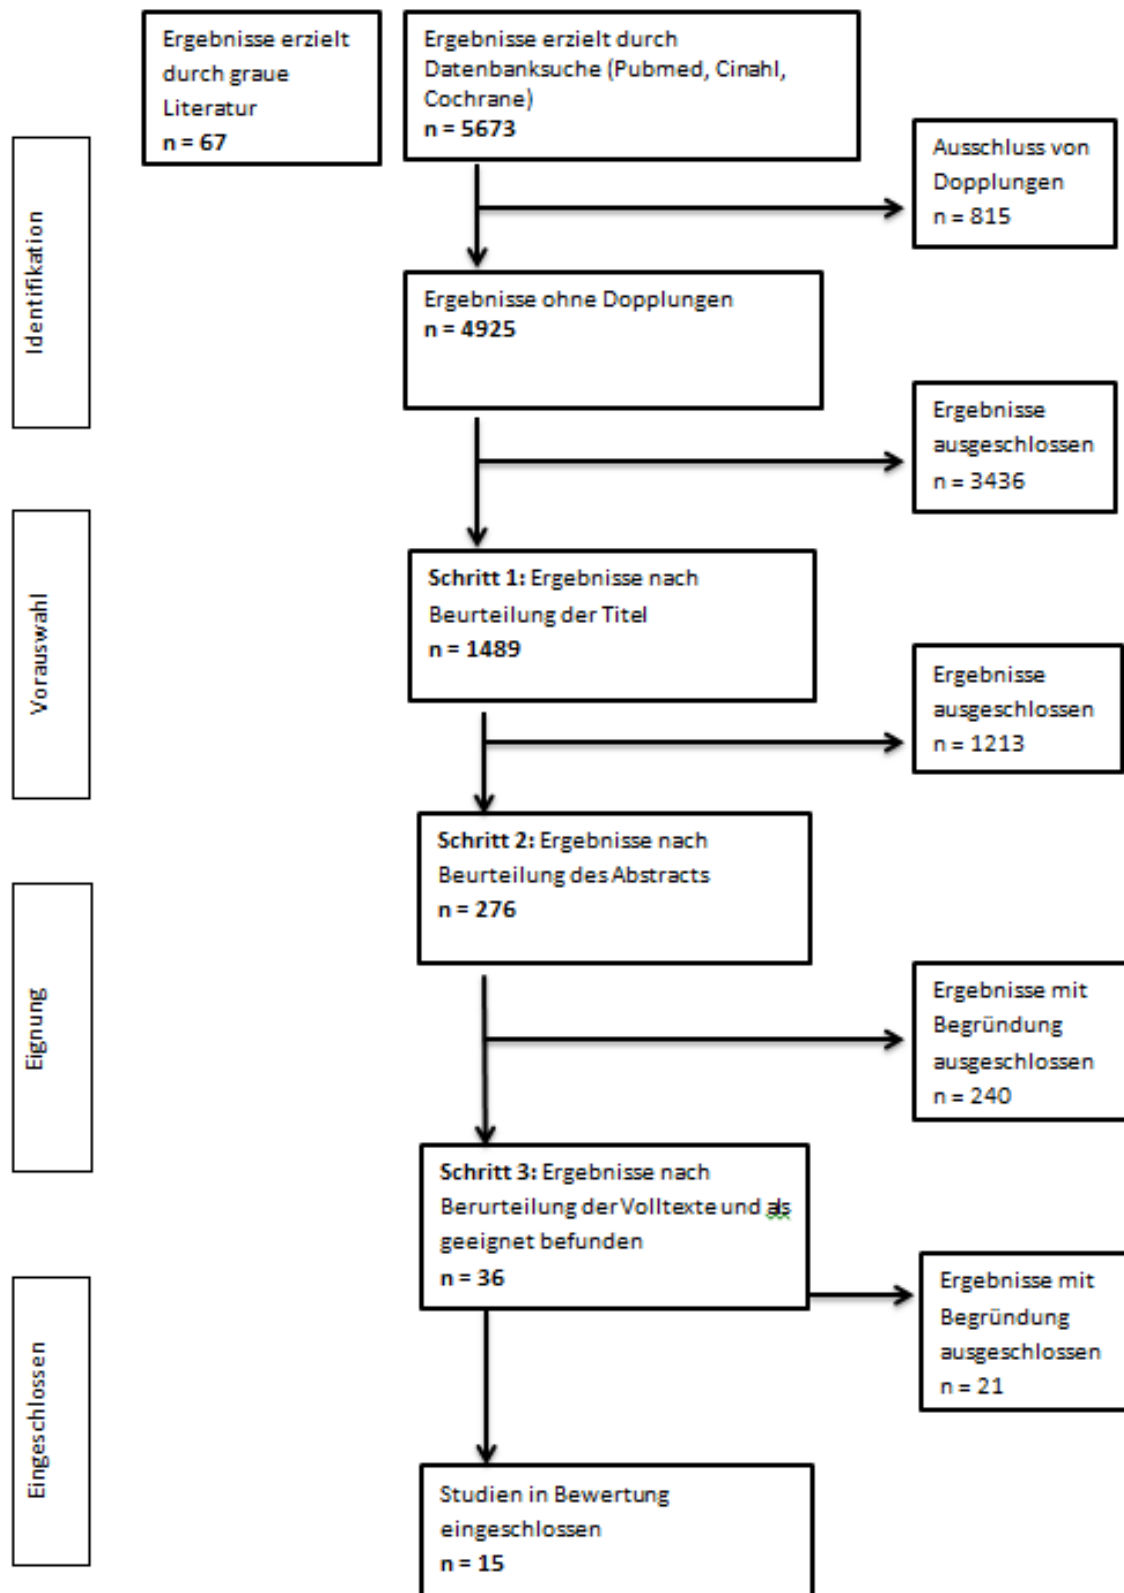 Ergebnisse erzielt
durch graue
Literatur
n = 67
Ergebnisse erzielt durch
Datenbanksuche (Pubmed, Cinahl,
Cochrane)
n = 5673
Ausschluss von
Dopplungen
n = 815
Identifikation
Ergebnisse ohne Dopplungen
n = 4925
Ergebnisse
ausgeschlossen
n = 3436
Vorauswahl
Schritt 1: Ergebnisse nach
Beurteilung der Titel
n = 1489
Ergebnisse
ausgeschlossen
n = 1213
Schritt 2: Ergebnisse nach
Beurteilung des Abstracts
n = 276
Eignung
Ergebnisse mit
Begründung
ausgeschlossen
n = 240
Schritt 3: Ergebnisse nach
Berurteilung der Volltexte und als
geeignet befunden
n = 36
Ergebnisse mit
Begründung
ausgeschlossen
n = 21
Eingeschlossen
Studien in Bewertung
eingeschlossen
n = 15